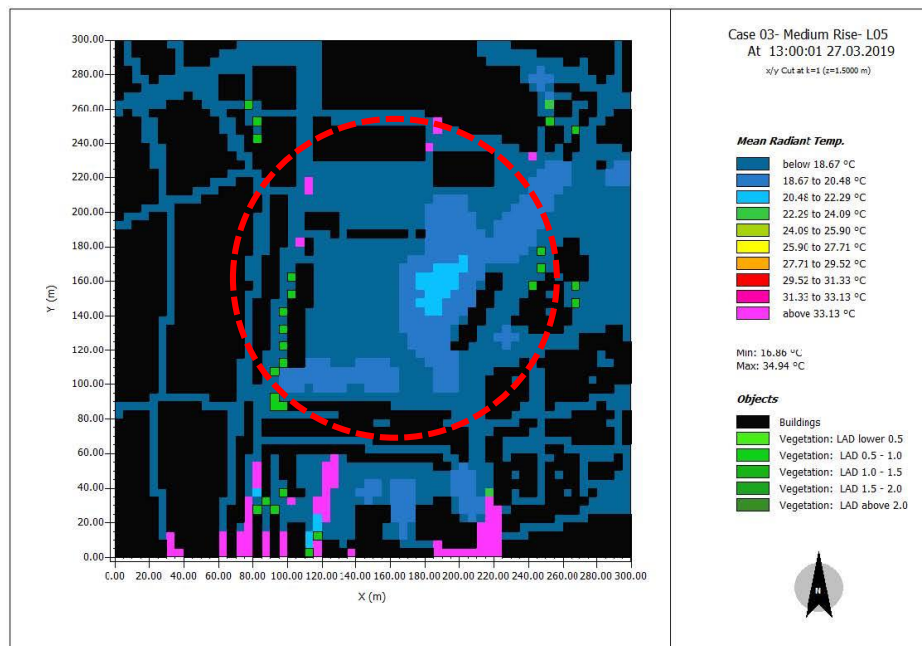 Case 03- Medium Rise- L05
At 13:00:01 27.03.2019
x/y Cut at k=1 (z=1.5000 m)
300.00
280.00
260.00
240.00
220.00
200.00
180.00
160.00
140.00
120.00
100.00
80.00
60.00
40.00
20.00
0.00
Y (m)
0.00 20.00 40.00 60.00 80.00 100.00 120.00 140.00 160.00 180.00 200.00 220.00 240.00 260.00 280.00 300.00
X (m)
Mean Radiant Temp.
below 18.67 °C
18.67 to 20.48 °C
20.48 to 22.29 °C
22.29 to 24.09 °C
24.09 to 25.90 °C
25.90 to 27.71 °C
27.71 to 29.52 °C
29.52 to 31.33 °C
31.33 to 33.13 °C
above 33.13 °C
Min: 16.86 °C
Max: 34.94 °C
Objects
Buildings
Vegetation: LAD lower 0.5
Vegetation: LAD 0.5 - 1.0
Vegetation: LAD 1.0 - 1.5
Vegetation: LAD 1.5 - 2.0
Vegetation: LAD above 2.0
N